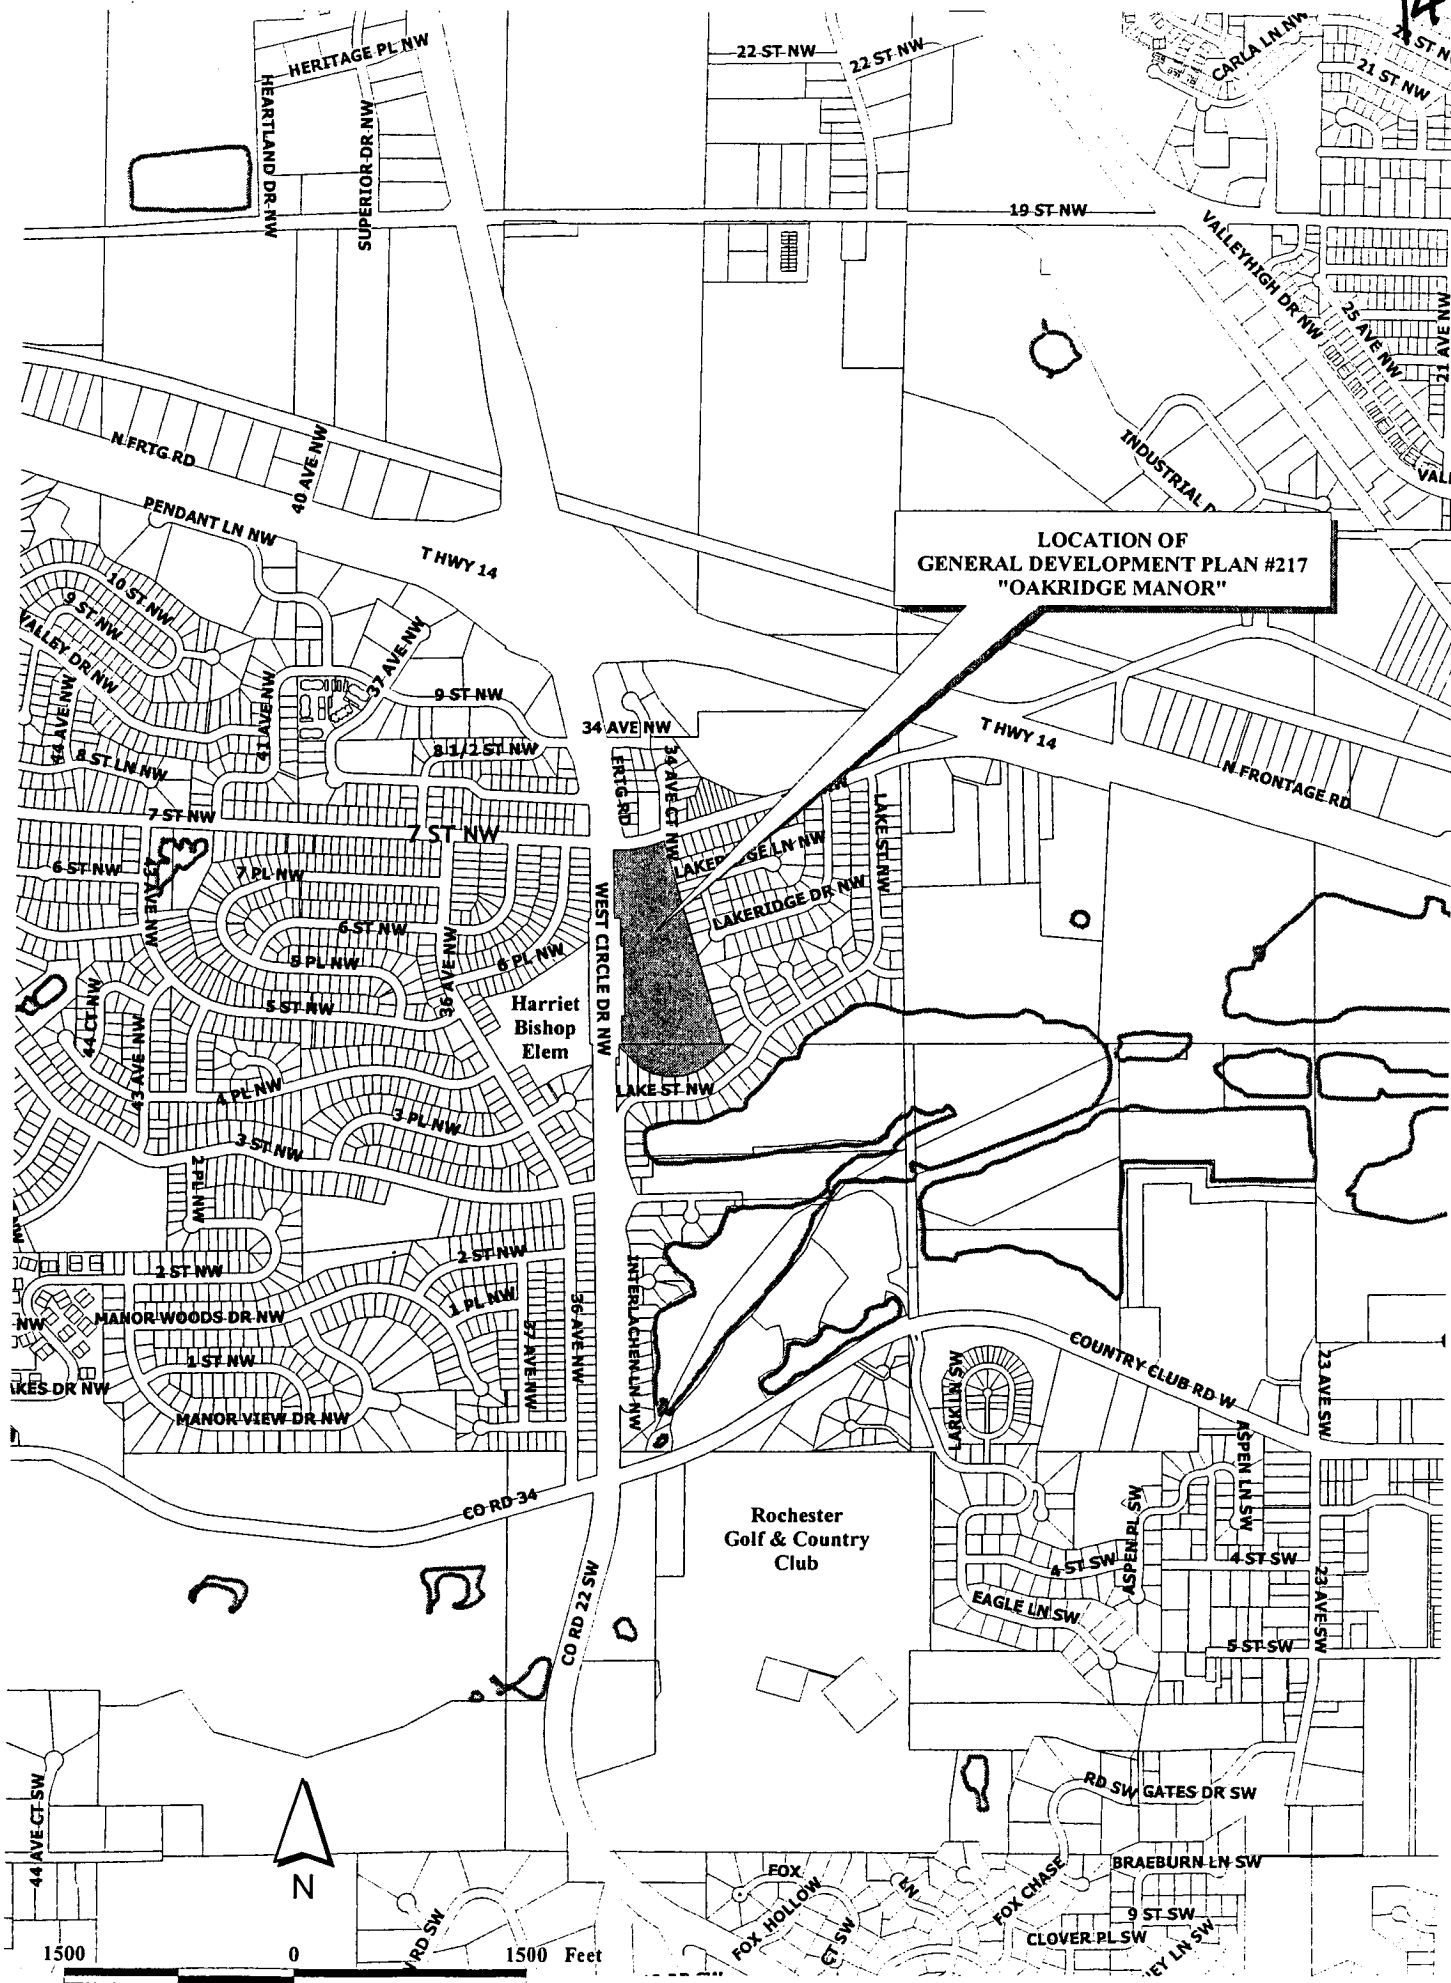 14
HERITAGE PL NW
HEARTLAND DR NW
SUPERIOR DR NW
22 ST NW
22 ST NW
CARLA LN NW
21 ST NW
19 ST NW
VALLEYHIGH DR NW
25 AVE NW
21 AVE NW
N FRTG RD
40 AVE NW
INDUSTRIAL
PENDANT LN NW
T HWY 14
LOCATION OF
GENERAL DEVELOPMENT PLAN #217
"OAKRIDGE MANOR"
10 ST NW
9 ST NW
VALLEY DR NW
37 AVE NW
44 AVE NW
41 AVE NW
9 ST NW
34 AVE NW
8 1/2 ST NW
8 ST LN NW
FRTG RD
34 AVE CT NW
T HWY 14
N FRONTAGE RD
7 ST NW
7 ST NW
LAKE ST NW
6 ST NW
43 AVE NW
7 PL NW
LAKERIDGE DR NW
6 ST NW
5 PL NW
36 AVE NW
6 PL NW
WEST CIRCLE DR NW
5 ST NW
Harriet
Bishop
Elem
44 CT NW
43 AVE NW
4 PL NW
LAKE ST NW
3 PL NW
3 ST NW
2 PL NW
2 ST NW
2 ST NW
1 PL NW
MANOR WOODS DR NW
NW
1 ST NW
37 AVE NW
36 AVE NW
INTERLACHEN LN NW
MANOR VIEW DR NW
COUNTRY CLUB RD W
LARK LN SW
23 AVE SW
ASPEN LN SW
CO RD 34
Rochester
Golf & Country
Club
ASPEN PL SW
4 ST SW
4 ST SW
EAGLE LN SW
23 AVE SW
5 ST SW
CO RD 22 SW
RD SW
GATES DR SW
44 AVE CT SW
N
BRAEBURN LN SW
FOX
FOX HOLLOW
LN
FOX CHASE
CT SW
9 ST SW
CLOVER PL SW
1500 0 1500 Feet